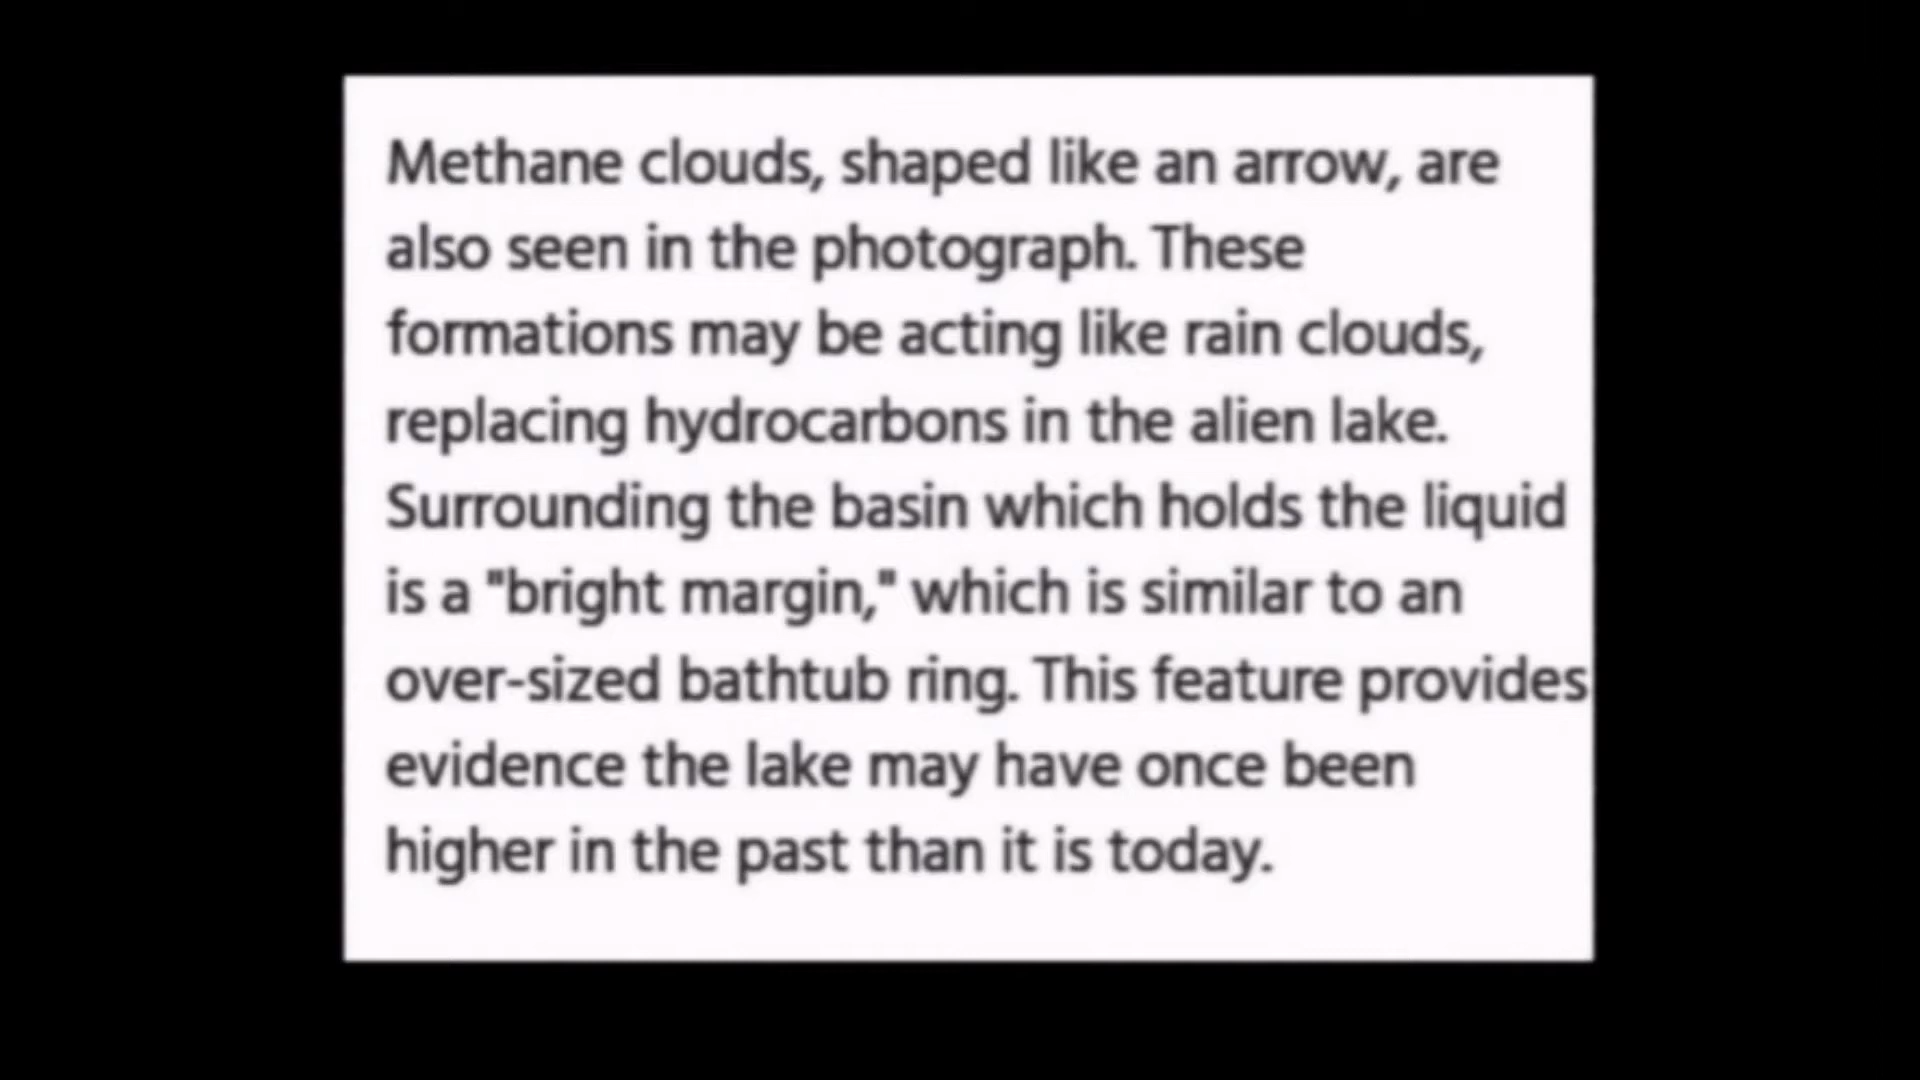 Methane clouds, shaped like an arrow, are
also seen in the photograph. These
formations may be acting like rain clouds,
replacing hydrocarbons in the alien lake.
Surrounding the basin which holds the liquid
is a "bright margin," which is similar to an
over-sized bathtub ring. This feature provides
evidence the lake may have once been
higher in the past than it is today.